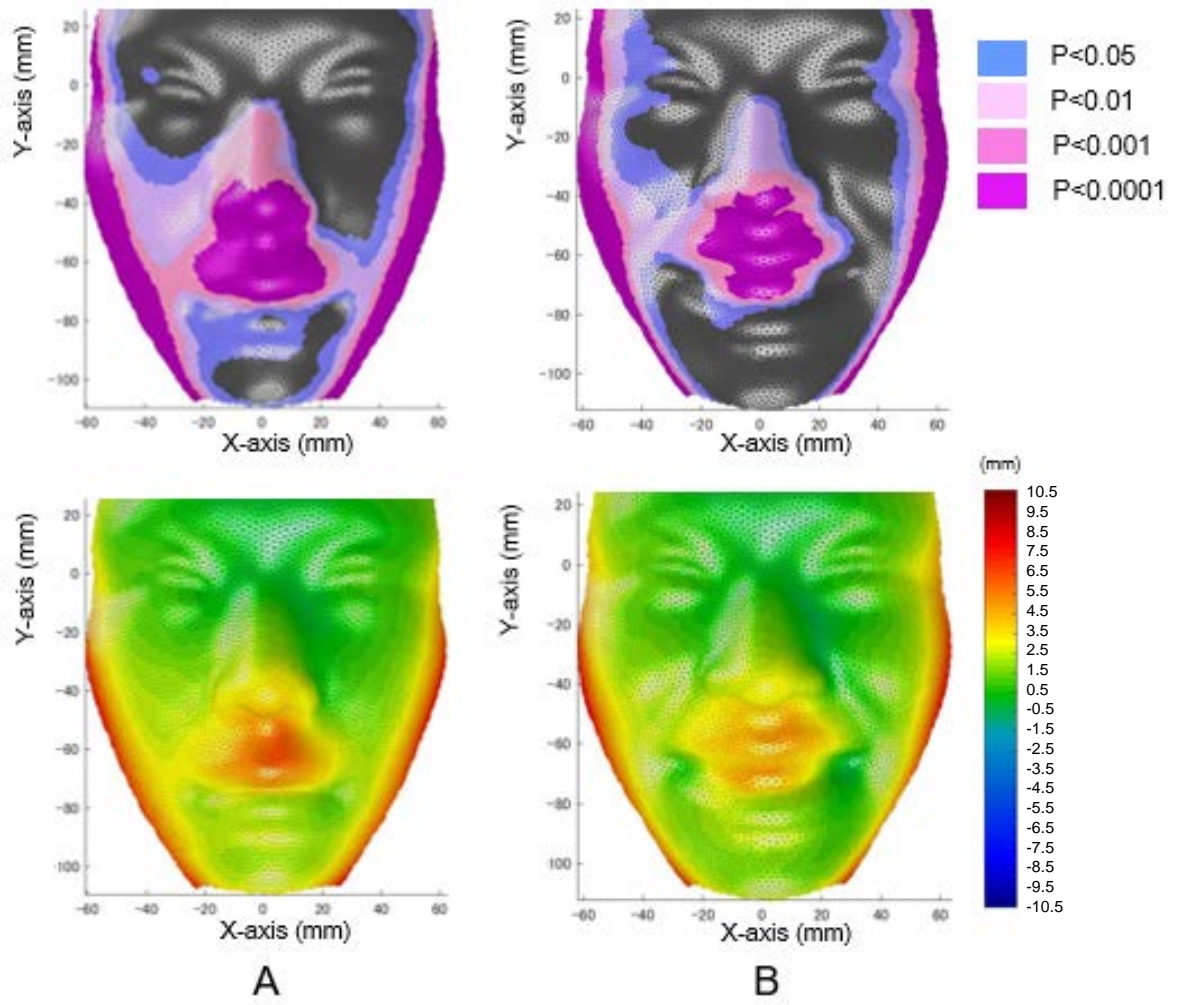 Y-axis (mm)
20
0
-20
-40
-60
-80
-100
-60 -40 -20 0 20 40 60
X-axis (mm)
Y-axis (mm)
20
0
-20
-40
-60
-80
-100
-60 -40 -20 0 20 40 60
X-axis (mm)
P<0.05
P<0.01
P<0.001
P<0.0001
Y-axis (mm)
20
0
-20
-40
-60
-80
100
-60 -40 -20 0 20 40 60
X-axis (mm)
A
Y-axis (mm)
20
0
-20
-40
-60
-80
100
-60 -40 -20 0 20 40 60
X-axis (mm)
B
(mm)
10.5
9.5
8.5
7.5
6.5
5.5
4.5
3.5
2.5
1.5
0.5
-0.5
-1.5
-2.5
-3.5
-4.5
-5.5
-6.5
-7.5
-8.5
-9.5
-10.5